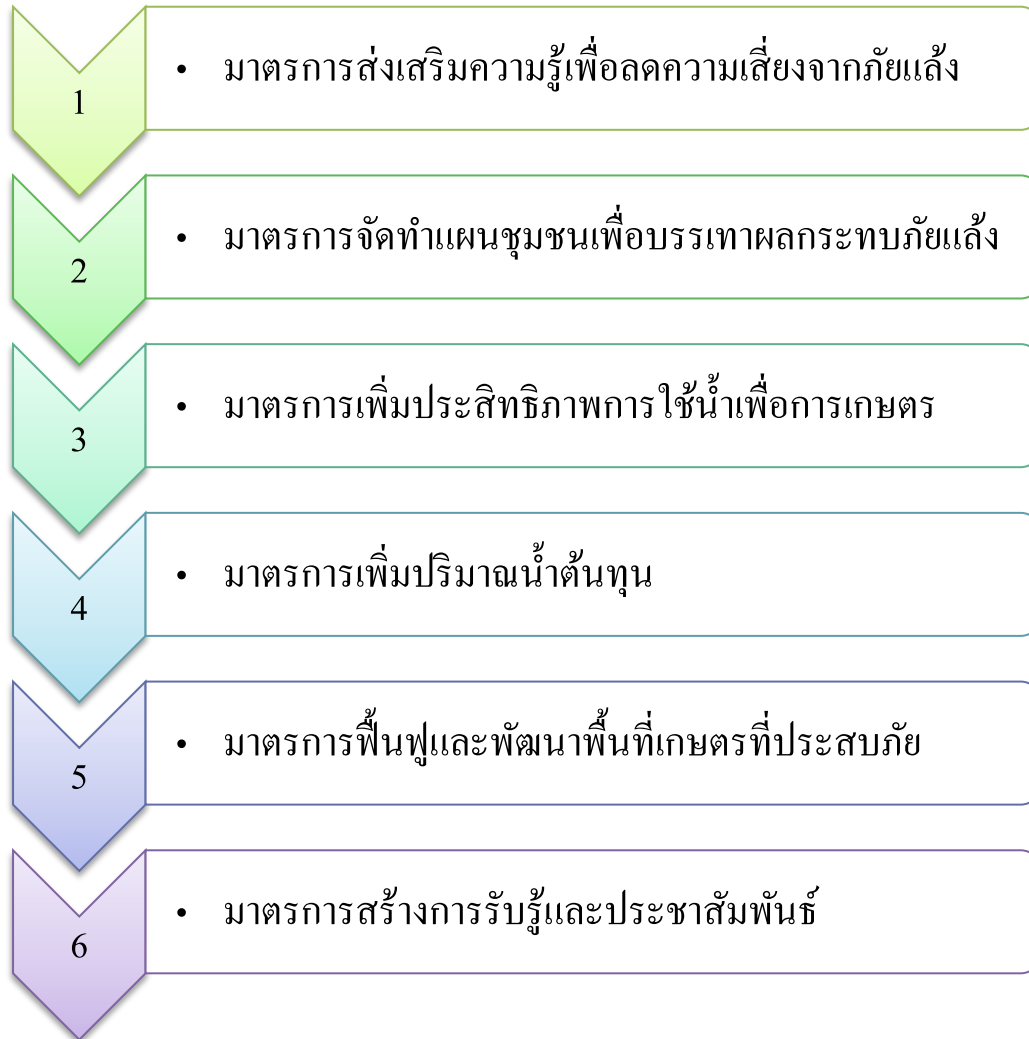 1
• มาตรการส่งเสริมความรู้เพื่อลดความเสี่ยงจากภัยแล้ง
2
• มาตรการจัดทำแผนชุมชนเพื่อบรรเทาผลกระทบภัยแล้ง
3
• มาตรการเพิ่มประสิทธิภาพการใช้น้ำเพื่อการเกษตร
4
• มาตรการเพิ่มปริมาณน้ำต้นทุน
5
• มาตรการฟื้นฟูและพัฒนาพื้นที่เกษตรที่ประสบภัย
6
• มาตรการสร้างการรับรู้และประชาสัมพันธ์